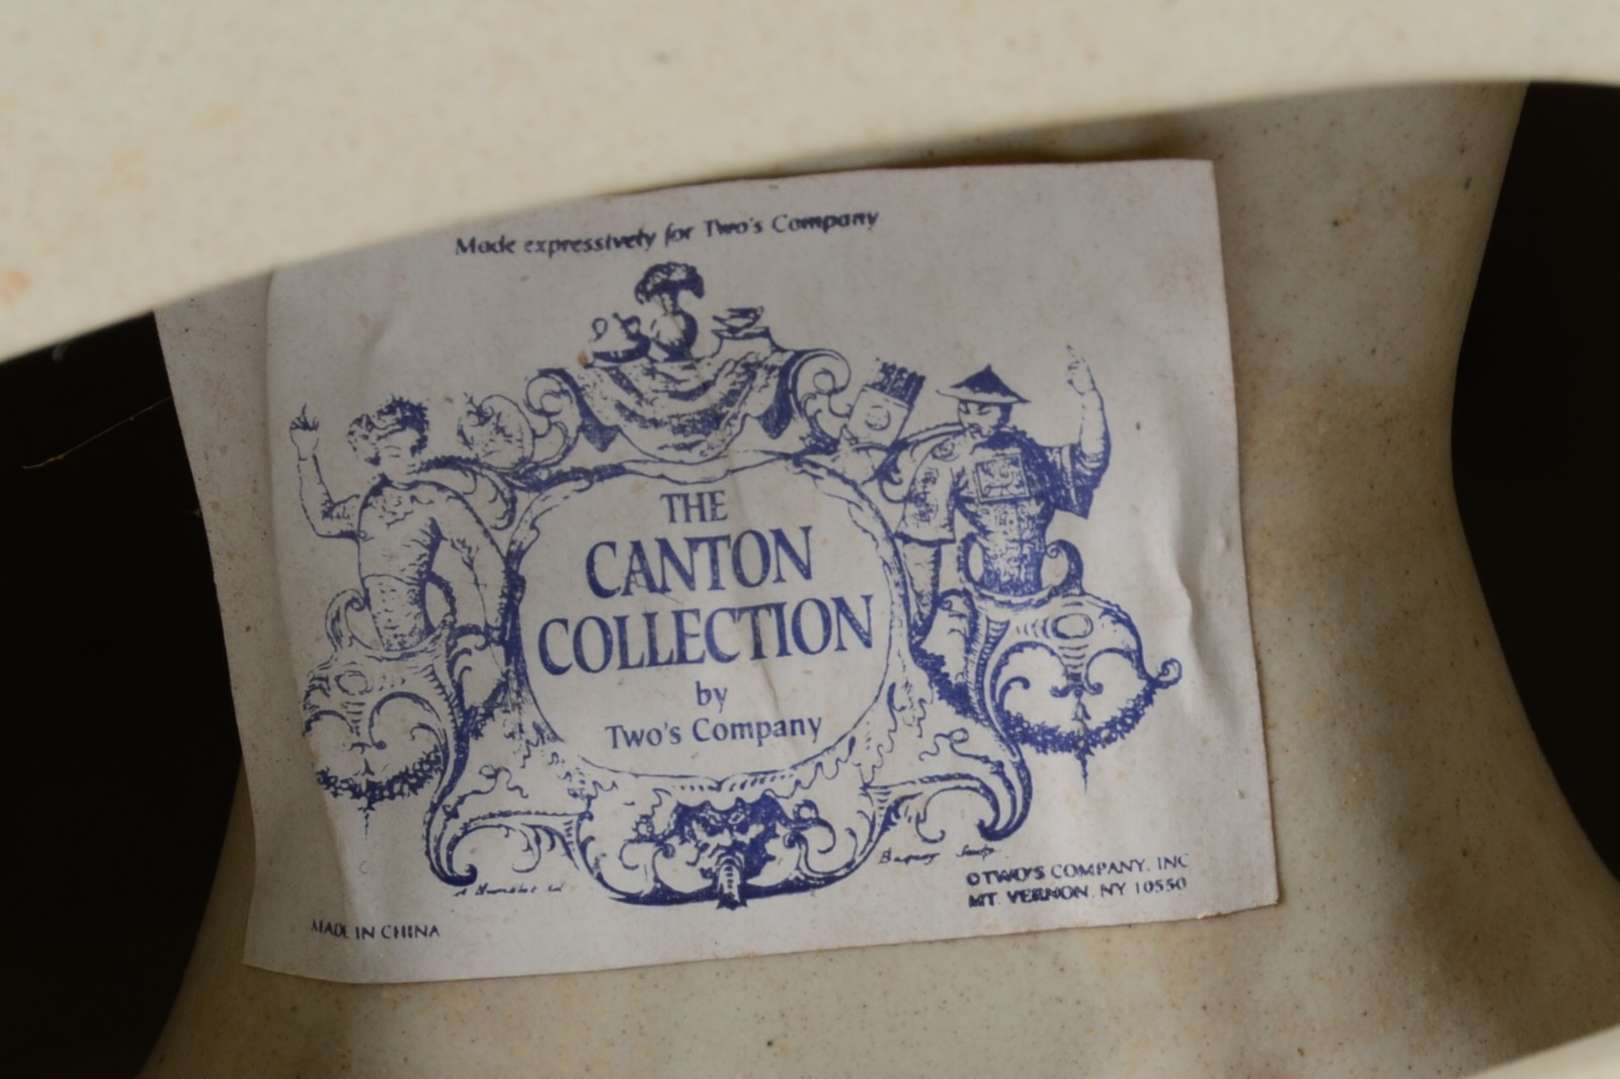 Made expressively for Two's Company
THE
CANTON
COLLECTION
by
Two's Company
©TWO'S COMPANY, INC
MT. VERNON, NY 10550
MADE IN CHINA